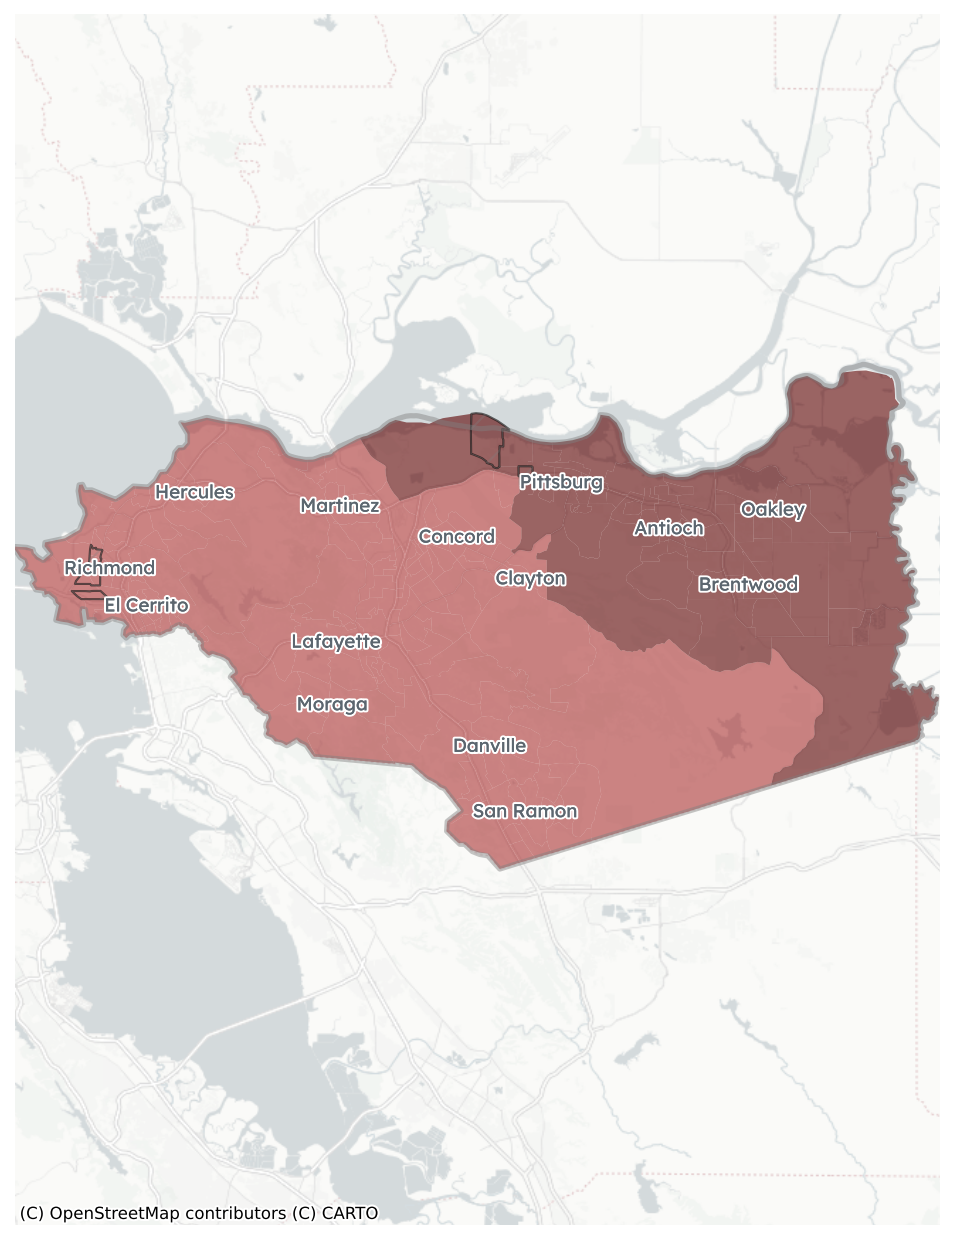 Hercules
Martinez
Pittsburg
Oakley
Antioch
Concord
Richmond
Clayton
Brentwood
El Cerrito
Lafayette
Moraga
Danville
San Ramon
(C) OpenStreetMap contributors (C) CARTO